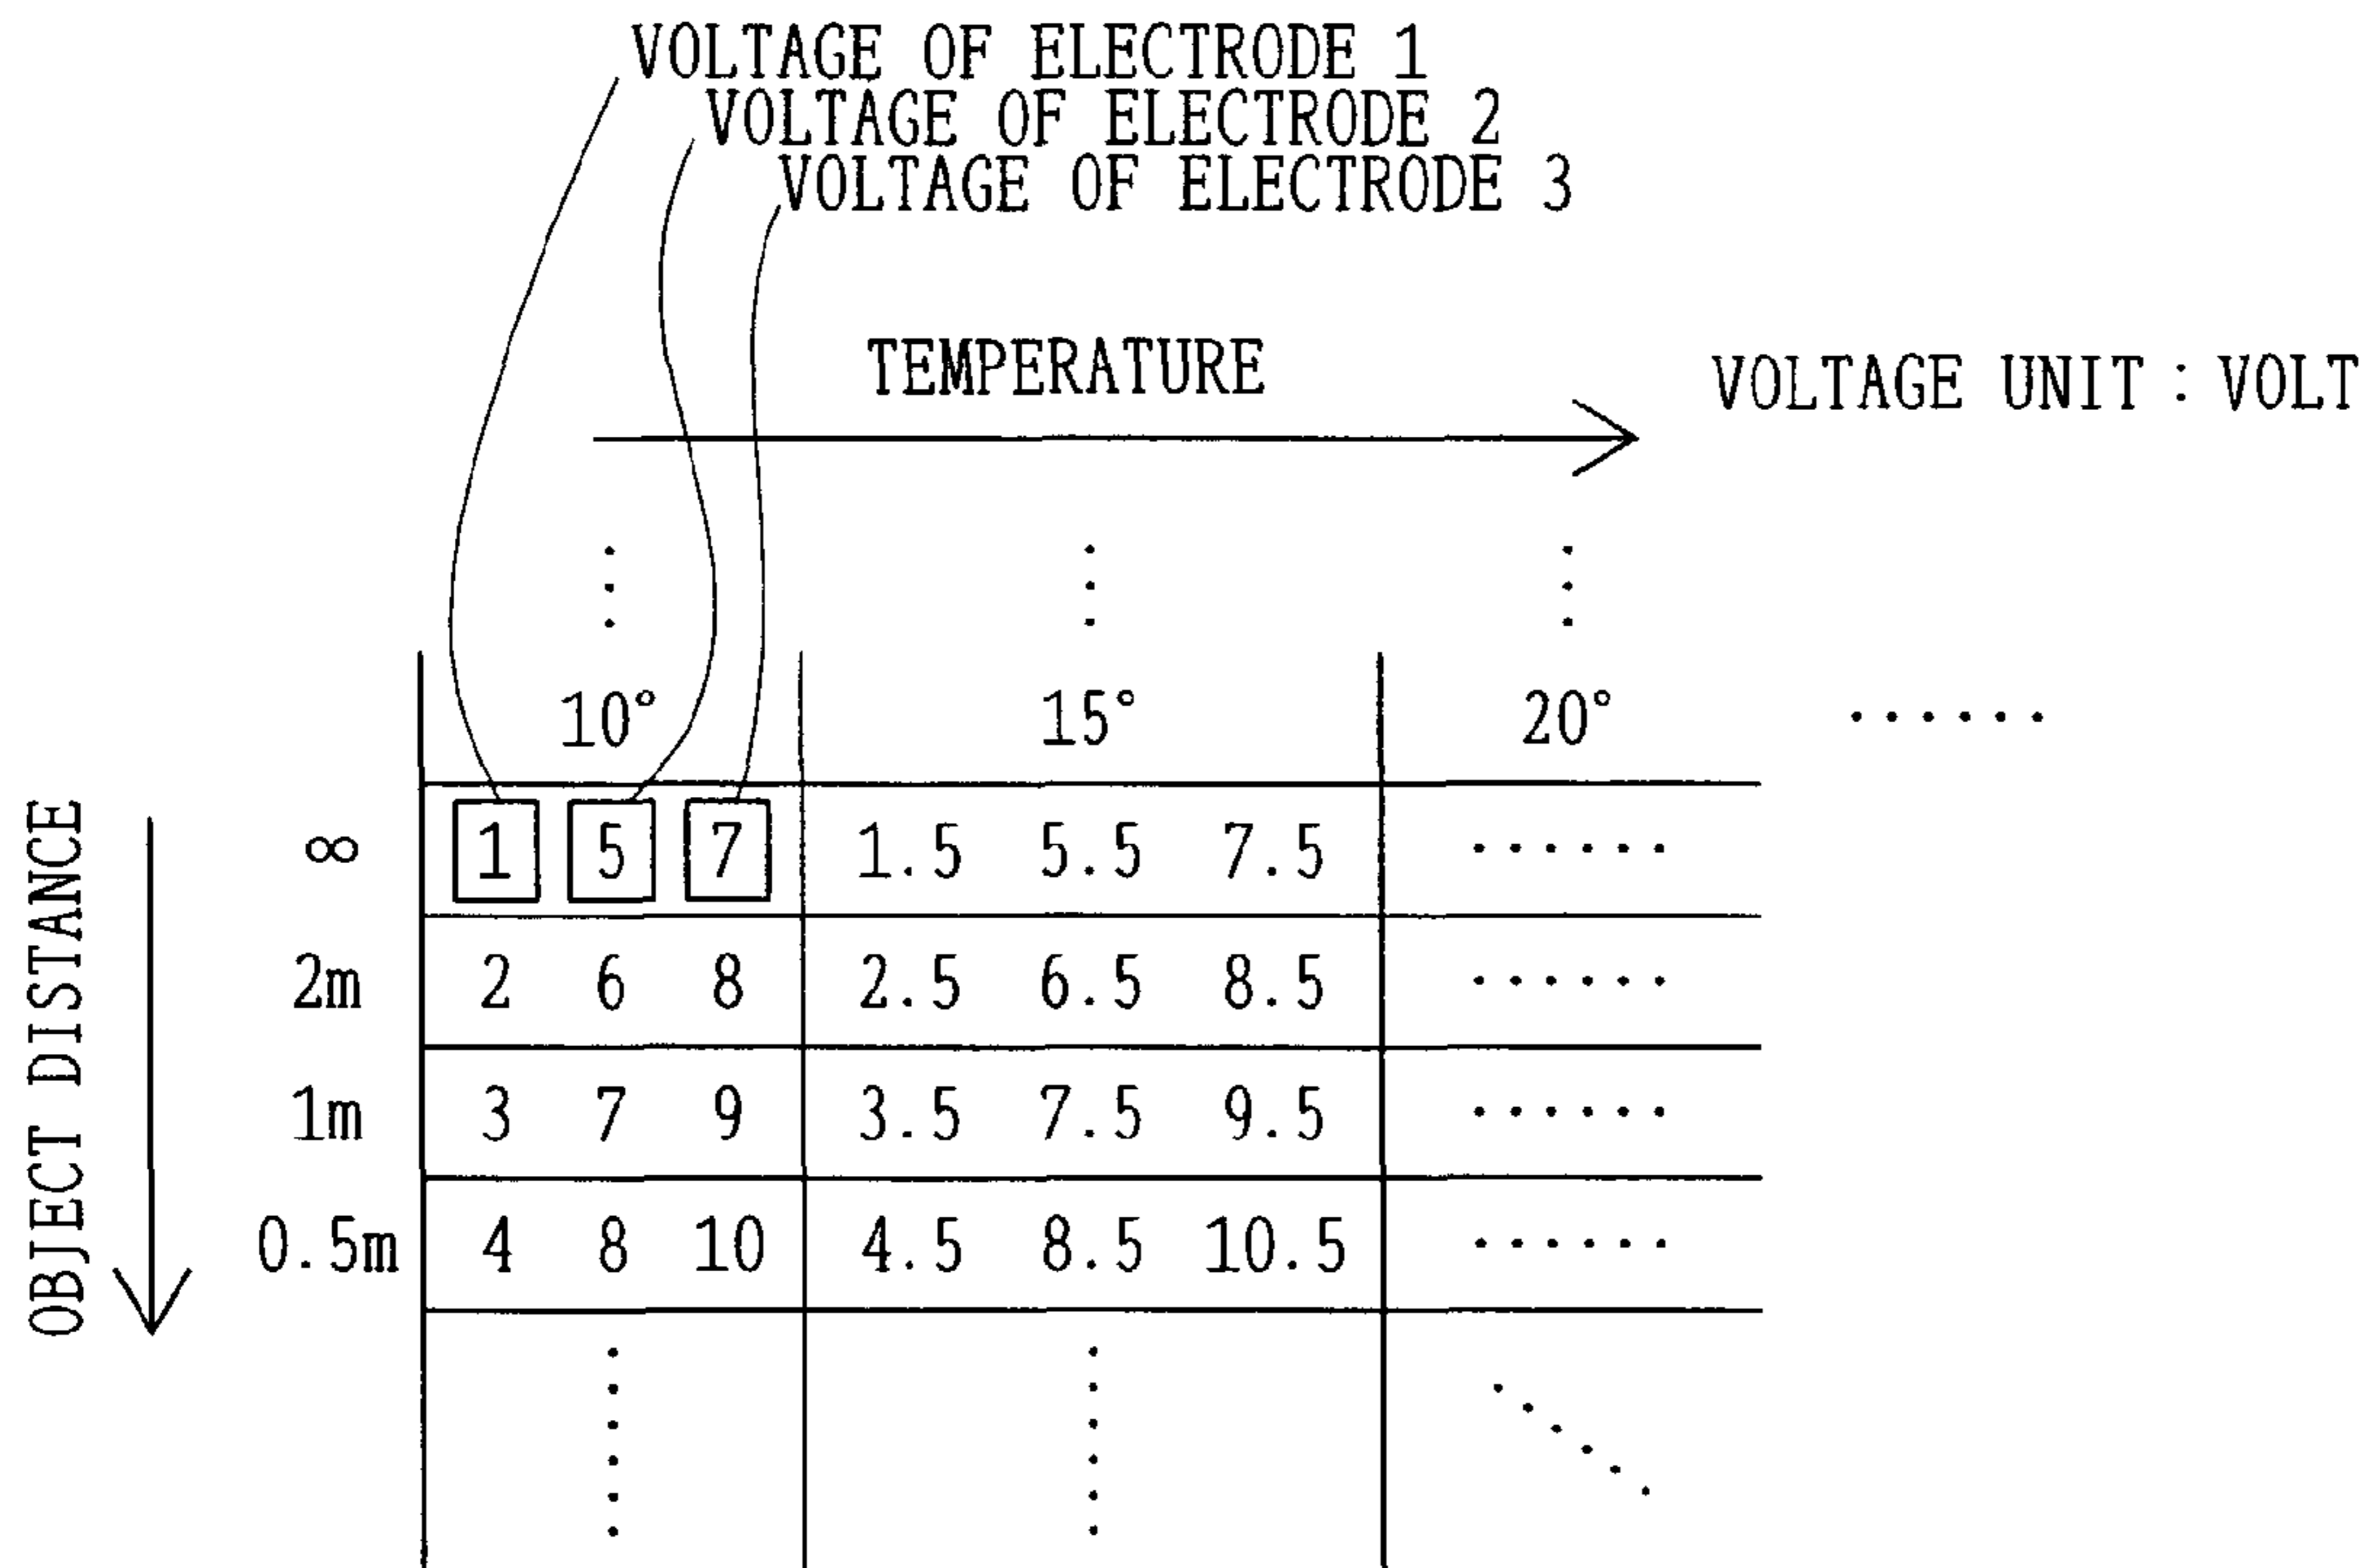 VOLTAGE OF ELECTRODE 1
VOLTAGE OF ELECTRODE 2
VOLTAGE OF ELECTRODE 3
TEMPERATURE
VOLTAGE UNIT : VOLT
10° 15° 20° ······
OBJECT DISTANCE
∞ 1 5 7 1.5 5.5 7.5 ······
2m 2 6 8 2.5 6.5 8.5 ······
1m 3 7 9 3.5 7.5 9.5 ······
0.5m 4 8 10 4.5 8.5 10.5 ······